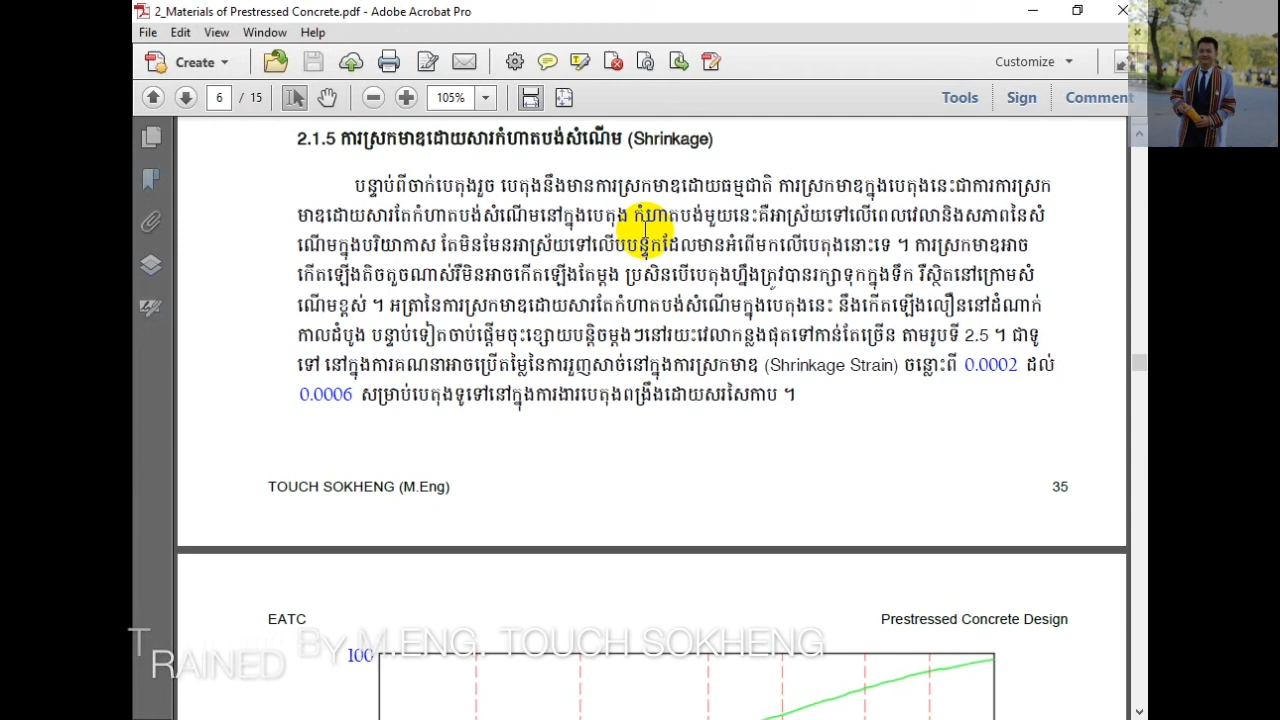 2_Materials of Prestressed Concrete.pdf - Adobe Acrobat Pro
File Edit View Window Help
Create Customize
6 / 15 105% Tools Sign Comment
2.1.5 ការស្រកមាឌដោយសារកំហាតបង់សំណើម (Shrinkage)
បន្ទាប់ពីចាក់បេតុងរួច បេតុងនឹងមានការស្រកមាឌដោយធម្មជាតិ ការស្រកមាឌក្នុងបេតុងនេះជាការការស្រក
មាឌដោយសារតែកំហាតបង់សំណើមនៅក្នុងបេតុង កំហាតបង់មួយនេះគឺអាស្រ័យទៅលើពេលវេលានិងសភាពនៃសំ
ណើមក្នុងបរិយាកាស តែមិនមែនអាស្រ័យទៅលើបបន្ទុកដែលមានអំពើមកលើបេតុងនោះទេ ។ ការស្រកមាឌអាច
កើតឡើងតិចតួចណាស់រឺមិនអាចកើតឡើងតែម្តង ប្រសិនបើបេតុងហ្នឹងត្រូវបានរក្សាទុកក្នុងទឹក រឺស្ថិតនៅក្រោមសំ
ណើមខ្ពស់ ។ អត្រានៃការស្រកមាឌដោយសារតែកំហាតបង់សំណើមក្នុងបេតុងនេះ នឹងកើតឡើងលឿននៅដំណាក់
កាលដំបូង បន្ទាប់ទៀតចាប់ផ្តើមចុះខ្សោយបន្តិចម្តងៗនៅរយះវេលាកន្លងផុតទៅកាន់តែច្រើន តាមរូបទី 2.5 ។ ជាទូ
ទៅ នៅក្នុងការគណនាអាចប្រើតម្លៃនៃការរួញសាច់នៅក្នុងការស្រកមាឌ (Shrinkage Strain) ចន្លោះពី 0.0002 ដល់
0.0006 សម្រាប់បេតុងទូទៅនៅក្នុងការងារបេតុងពង្រឹងដោយសរសៃកាប ។
TOUCH SOKHENG (M.Eng) 35
EATC Prestressed Concrete Design
TRAINED BY M.ENG. TOUCH SOKHENG
100